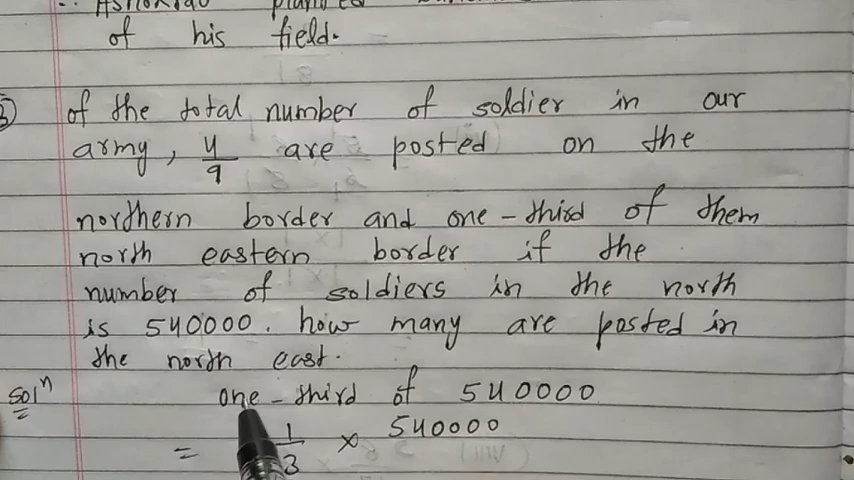 of his field.
of the total number of soldier in our
army, 4/9 are posted on the
northern border and one-third of them
north eastern border if the
number of soldiers in the north
is 540000. how many are posted in
the north east.
Solⁿ one-third of 540000
= 1/3 × 540000